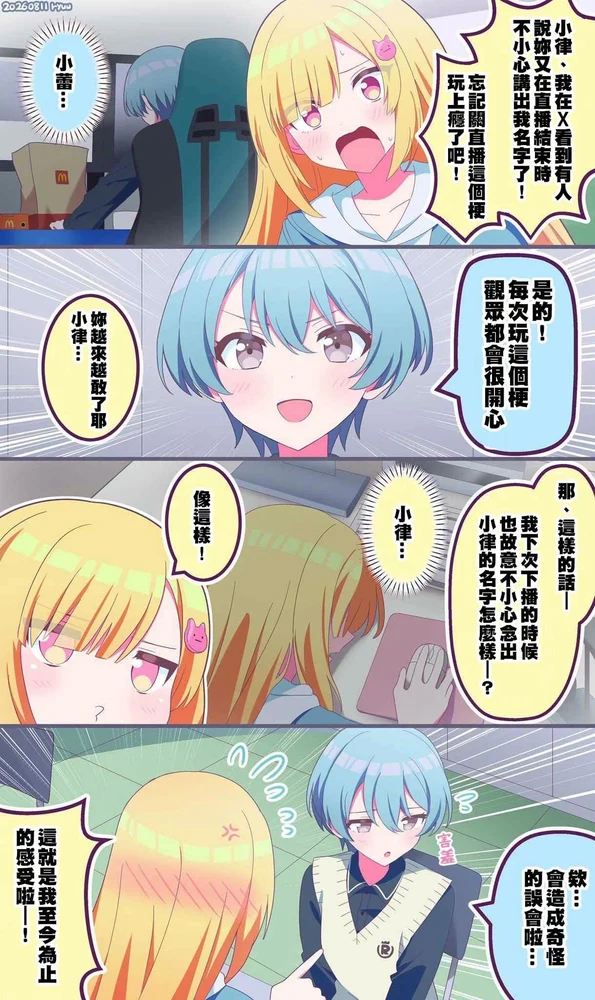 20260811 Hyuu
小律、我在X看到有人
說妳又在直播結束時
不小心講出我名字了！
忘記關直播這個梗
玩上癮了吧！
小蕾…
是的！
每次玩這個梗
觀眾都會很開心
妳越來越敢了耶
小律…
那、這樣的話—
我下次下播的時候
也故意不小心念出
小律的名字怎麼樣—？
小律…
像這樣！
害羞
欸…
會造成奇怪
的誤會啦…
這就是我至今為止
的感受啦—！